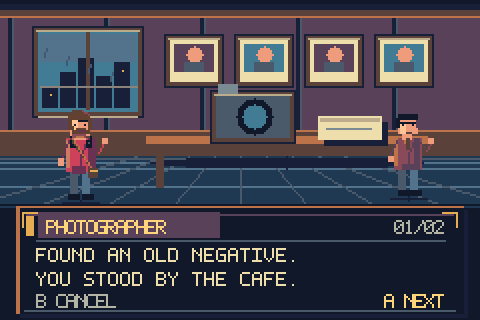 PHOTOGRAPHER 01/02
FOUND AN OLD NEGATIVE.
YOU STOOD BY THE CAFE.
B CANCEL A NEXT